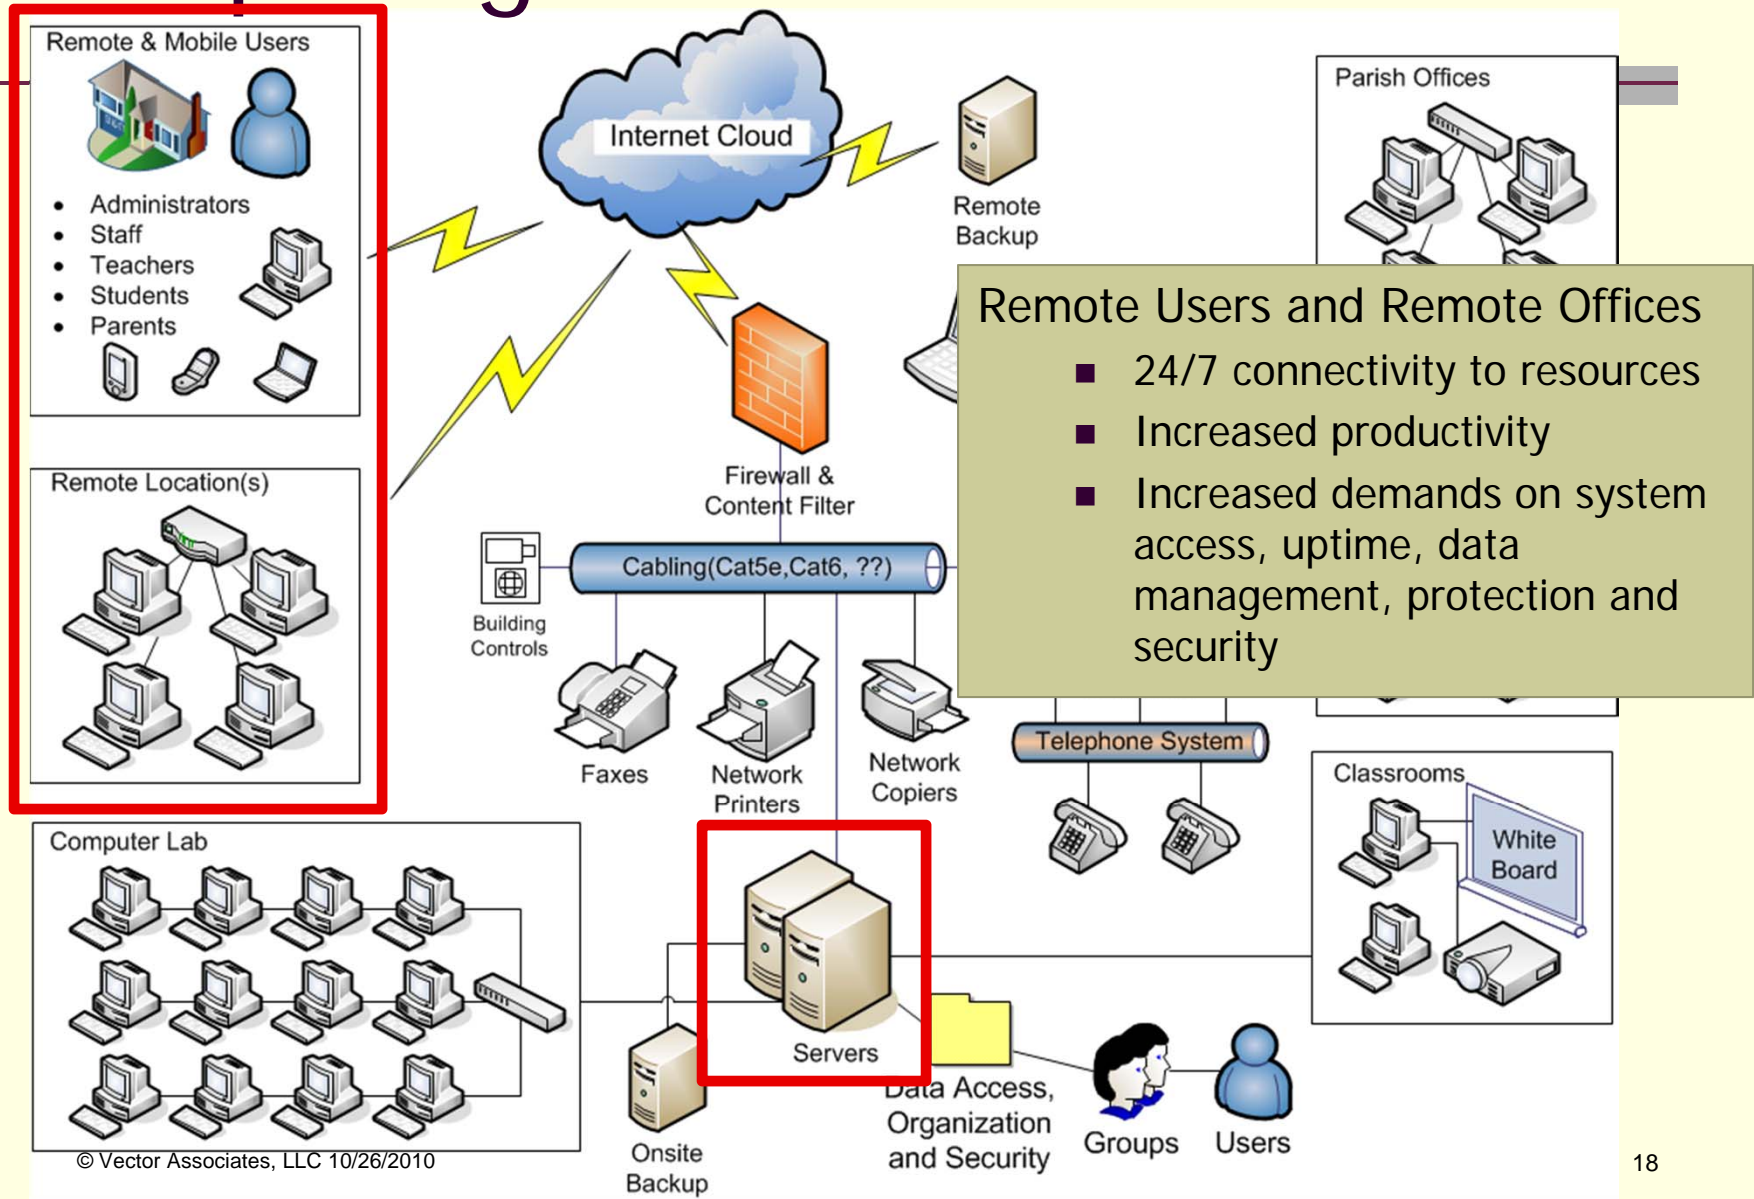 Remote & Mobile Users
Administrators
Staff
Teachers
Students
Parents
Internet Cloud
Remote
Backup
Parish Offices
Remote Users and Remote Offices
24/7 connectivity to resources
Increased productivity
Increased demands on system
access, uptime, data
management, protection and
security
Remote Location(s)
Firewall &
Content Filter
Cabling(Cat5e,Cat6, ??)
Building
Controls
Faxes
Network
Printers
Network
Copiers
Telephone System
Classrooms
White
Board
Computer Lab
Servers
Onsite
Backup
Data Access,
Organization
and Security
Groups
Users
© Vector Associates, LLC 10/26/2010
18